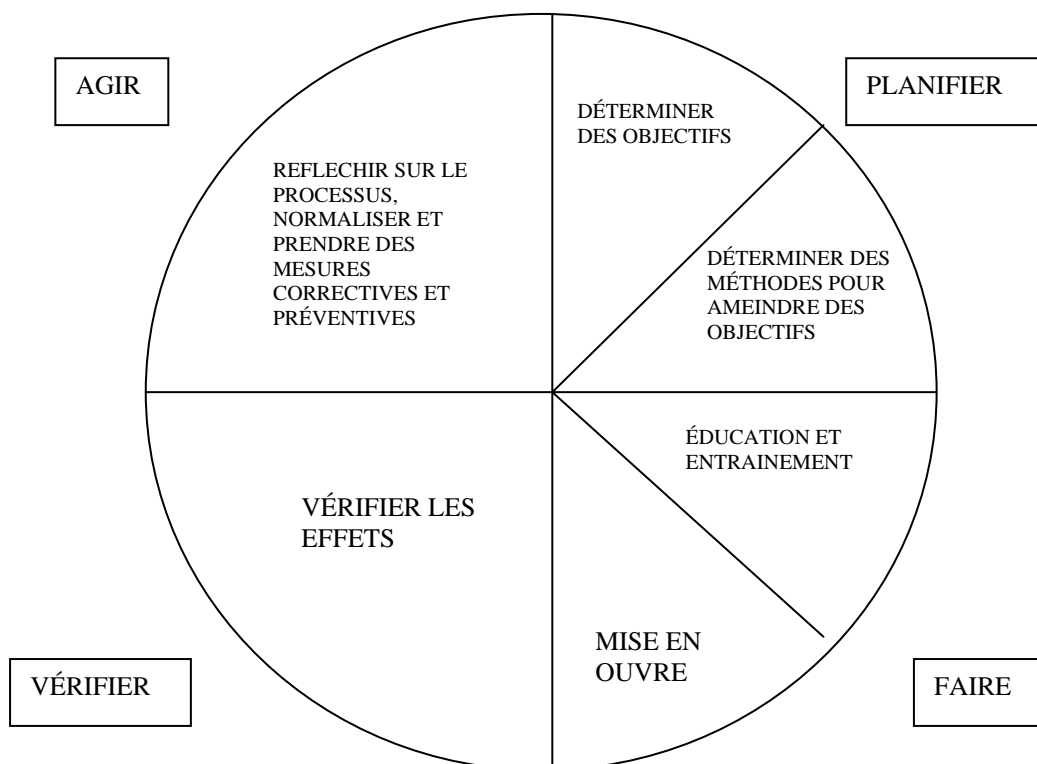 AGIR
PLANIFIER
DÉTERMINER
DES OBJECTIFS
REFLECHIR SUR LE
PROCESSUS,
NORMALISER ET
PRENDRE DES
MESURES
CORRECTIVES ET
PRÉVENTIVES
DÉTERMINER DES
MÉTHODES POUR
AMEINDRE DES
OBJECTIFS
ÉDUCATION ET
ENTRAINEMENT
VÉRIFIER LES
EFFETS
MISE EN
OUVRE
VÉRIFIER
FAIRE